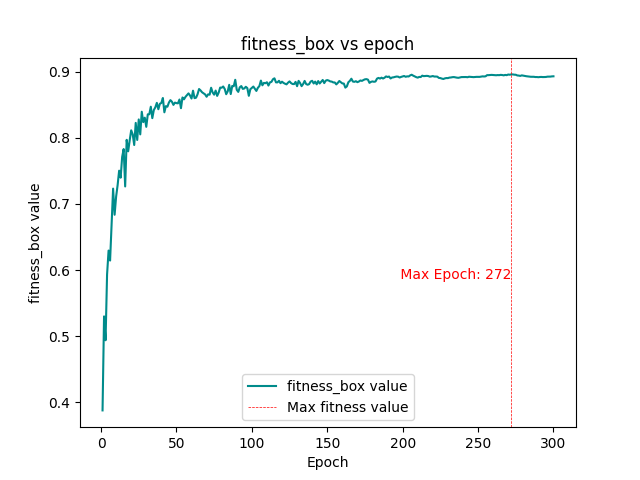 fitness_box vs epoch
fitness_box value
0.9
0.8
0.7
0.6
0.5
0.4
Max Epoch: 272
fitness_box value
Max fitness value
0
50
100
150
200
250
300
Epoch